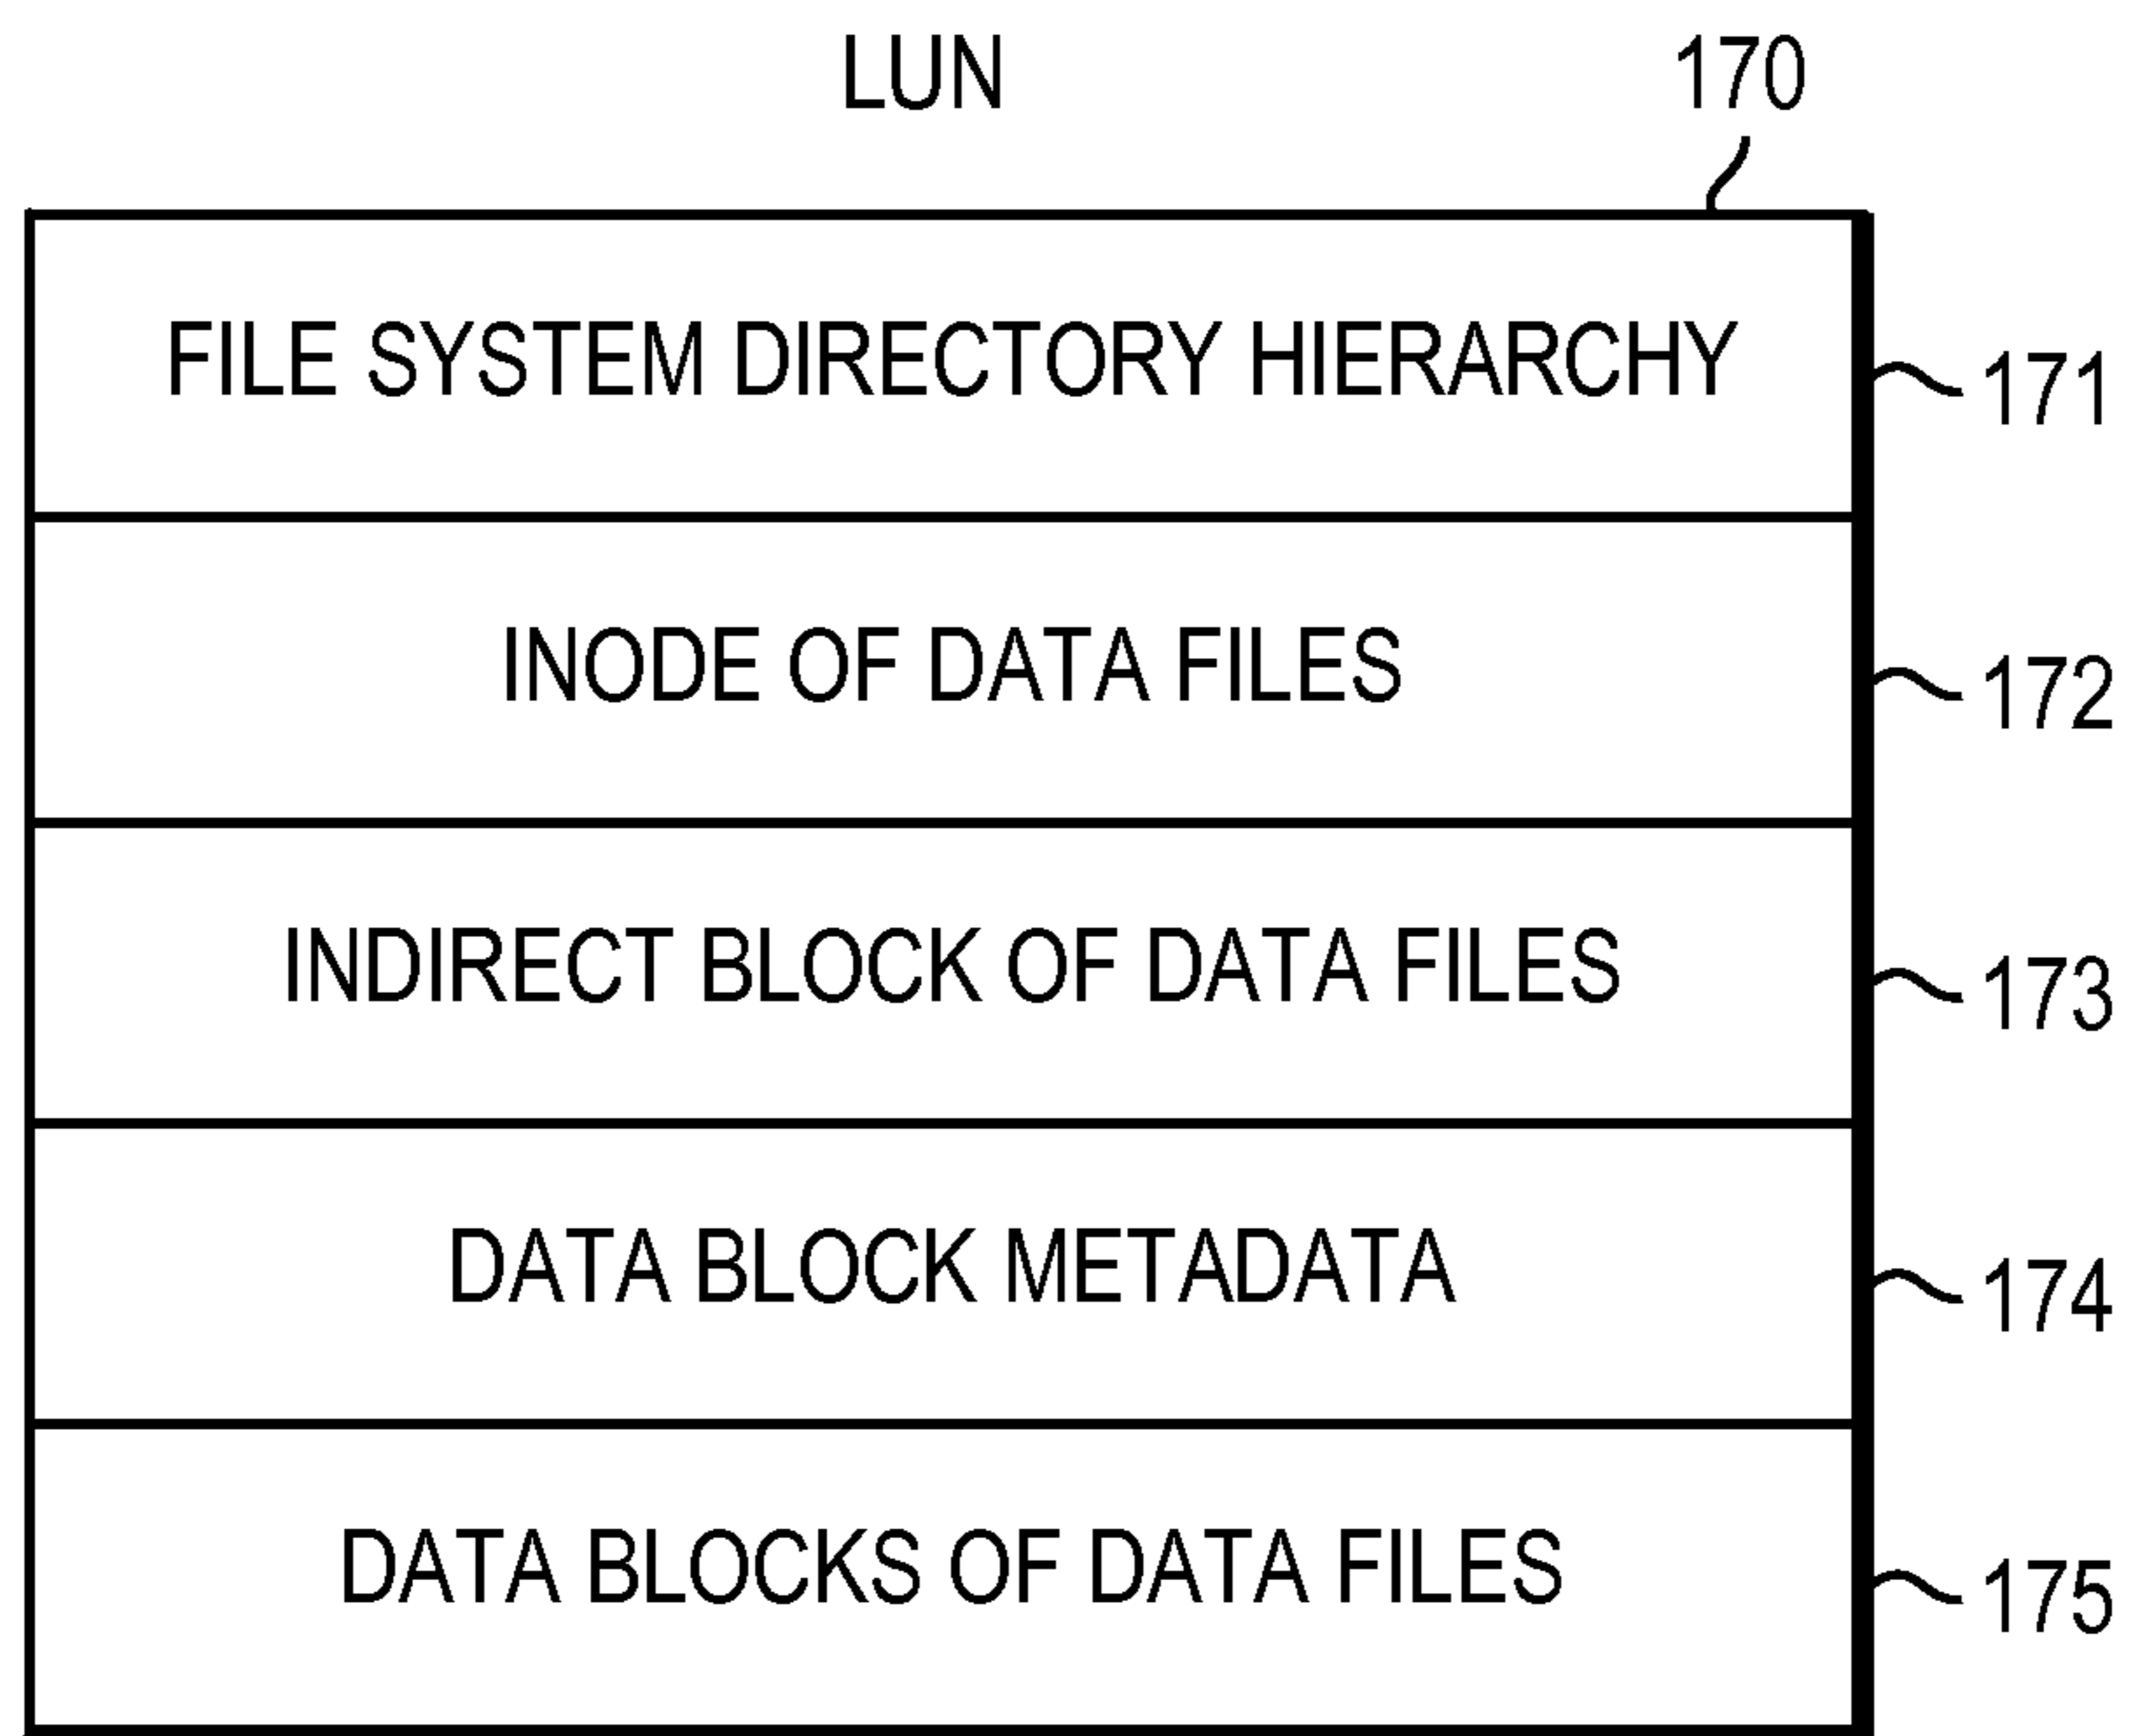 LUN 170
FILE SYSTEM DIRECTORY HIERARCHY 171
INODE OF DATA FILES 172
INDIRECT BLOCK OF DATA FILES 173
DATA BLOCK METADATA 174
DATA BLOCKS OF DATA FILES 175